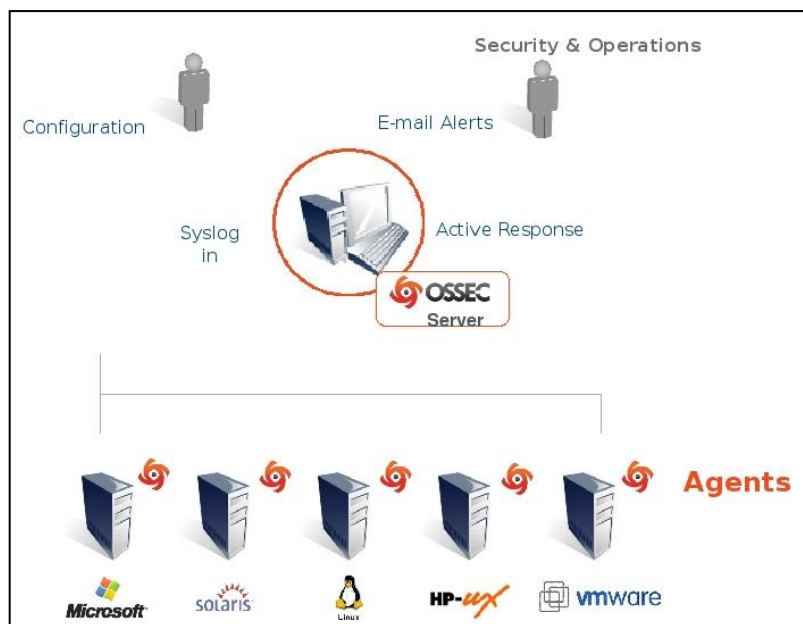 Security & Operations
Configuration
E-mail Alerts
Syslog
in
Active Response
OSSEC
Server
Agents
Microsoft
solaris
Linux
HP-UX
vmware